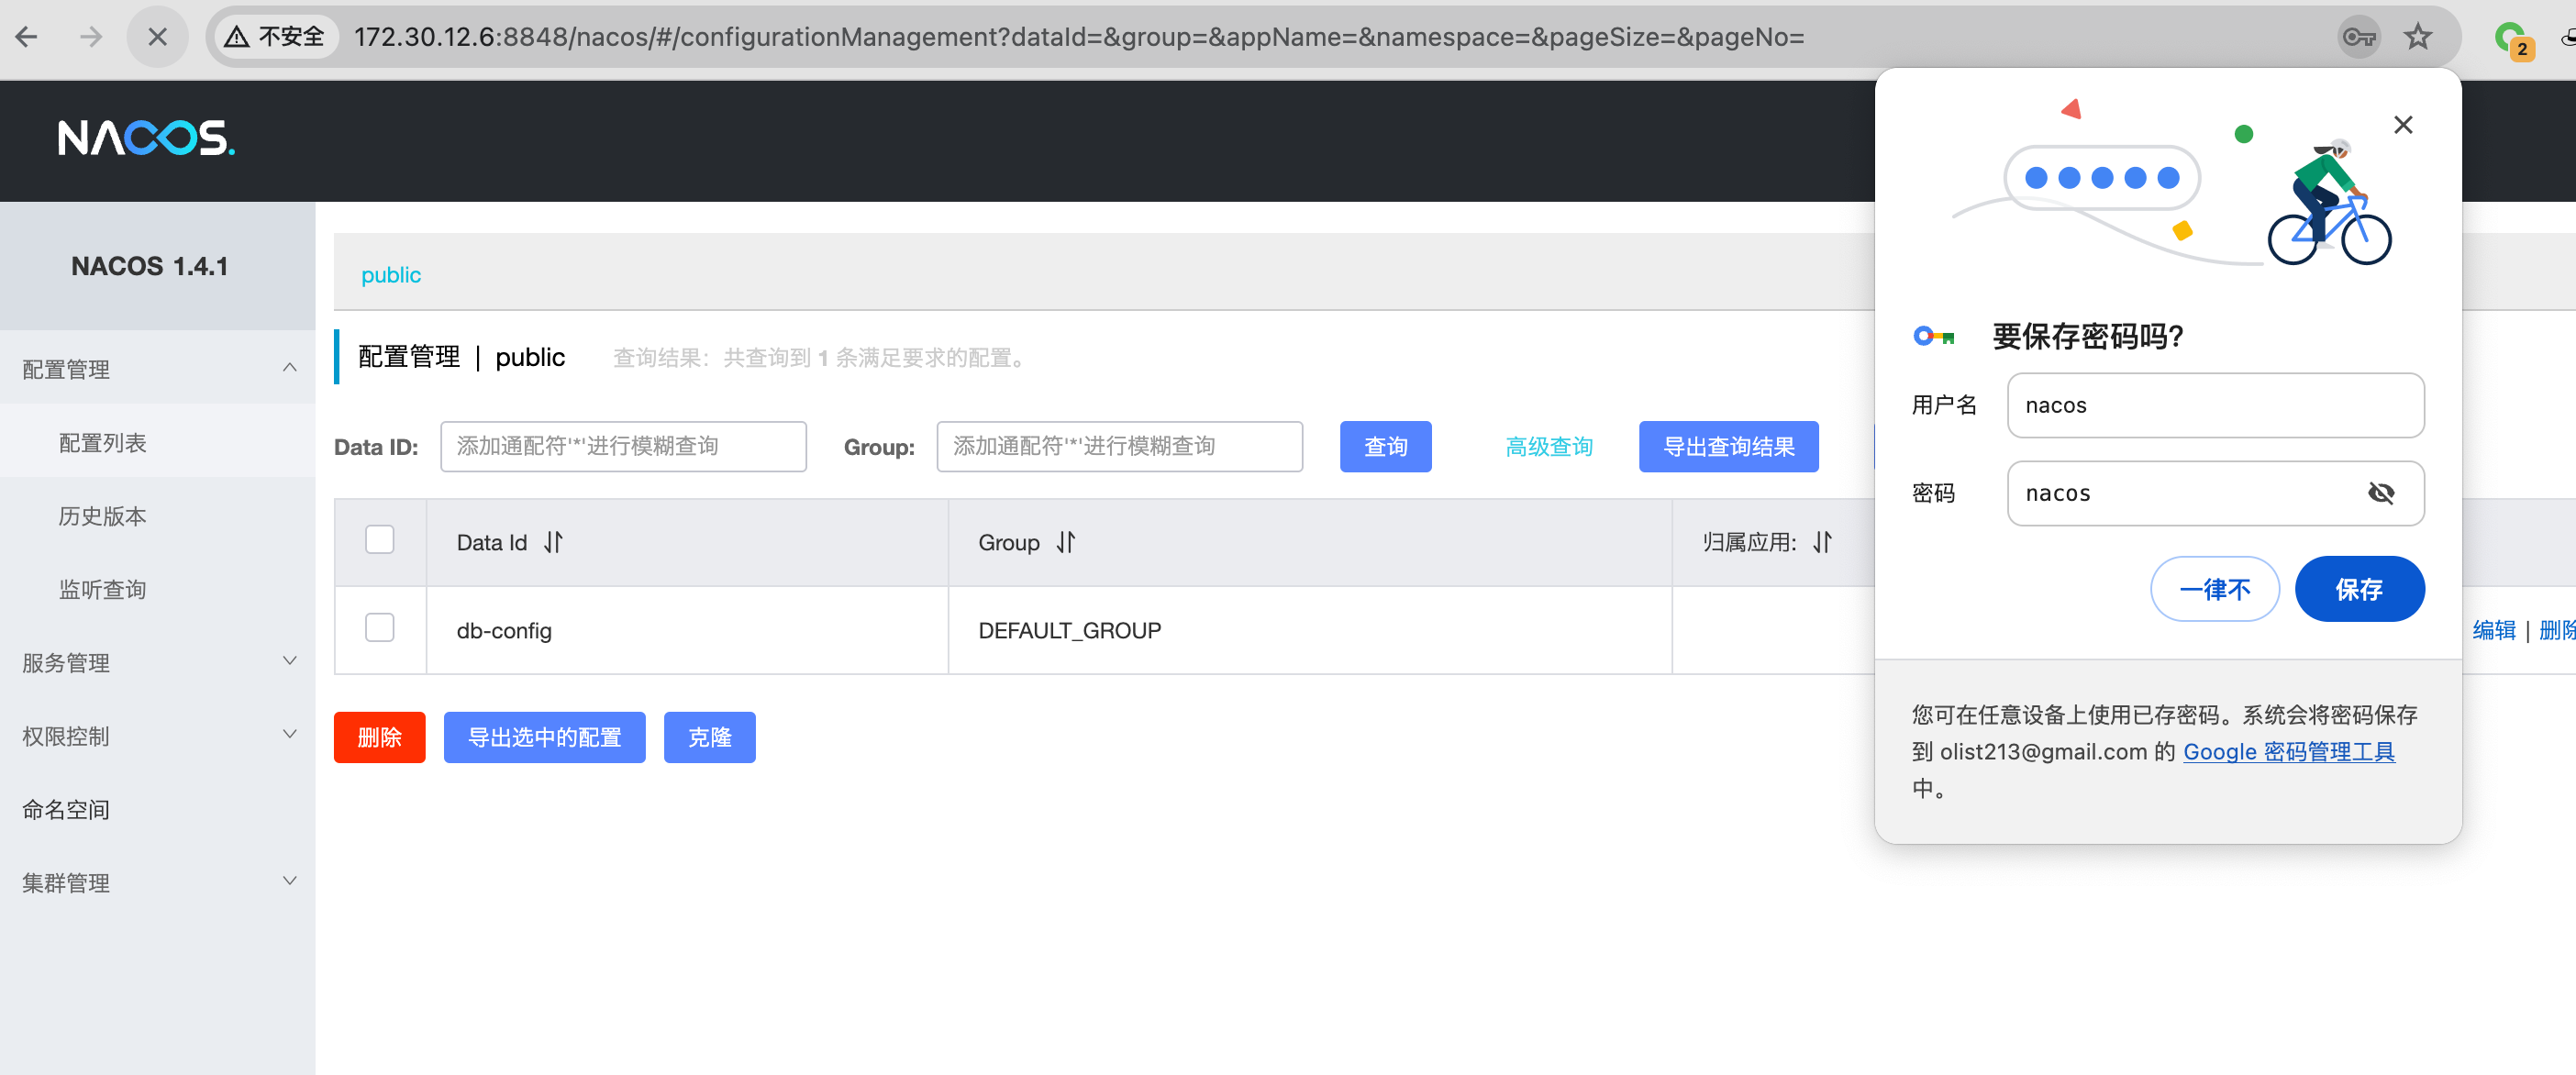 不安全 172.30.12.6:8848/nacos/#/configurationManagement?dataId=&group=&appName=&namespace=&pageSize=&pageNo=
2
NACOS.
NACOS 1.4.1
配置管理
配置列表
历史版本
监听查询
服务管理
权限控制
命名空间
集群管理
public
配置管理 | public 查询结果：共查询到 1 条满足要求的配置。
Data ID: 添加通配符'*'进行模糊查询 Group: 添加通配符'*'进行模糊查询 查询 高级查询 导出查询结果
Data Id Group 归属应用:
db-config DEFAULT_GROUP 编辑 | 删除
删除 导出选中的配置 克隆
要保存密码吗?
用户名 nacos
密码 nacos
一律不 保存
您可在任意设备上使用已存密码。系统会将密码保存
到 olist213@gmail.com 的 Google 密码管理工具
中。